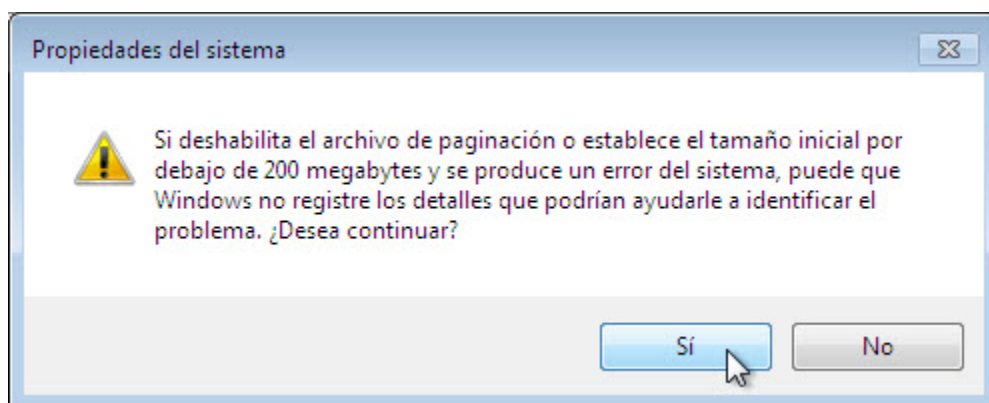 Propiedades del sistema
Si deshabilita el archivo de paginación o establece el tamaño inicial por
debajo de 200 megabytes y se produce un error del sistema, puede que
Windows no registre los detalles que podrían ayudarle a identificar el
problema. ¿Desea continuar?
Sí
No